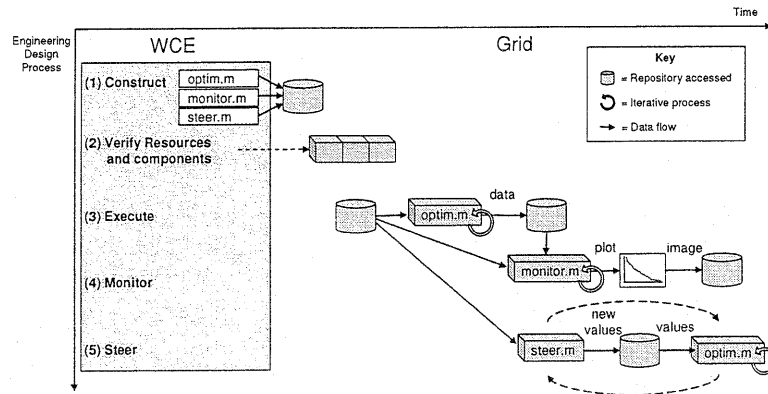 Time
Engineering
Design
Process
WCE
Grid
Key
= Repository accessed
= Iterative process
= Data flow
(1) Construct
optim.m
monitor.m
steer.m
(2) Verify Resources
and components
(3) Execute
optim.m
data
monitor.m
plot
image
(4) Monitor
(5) Steer
steer.m
new
values
values
optim.m